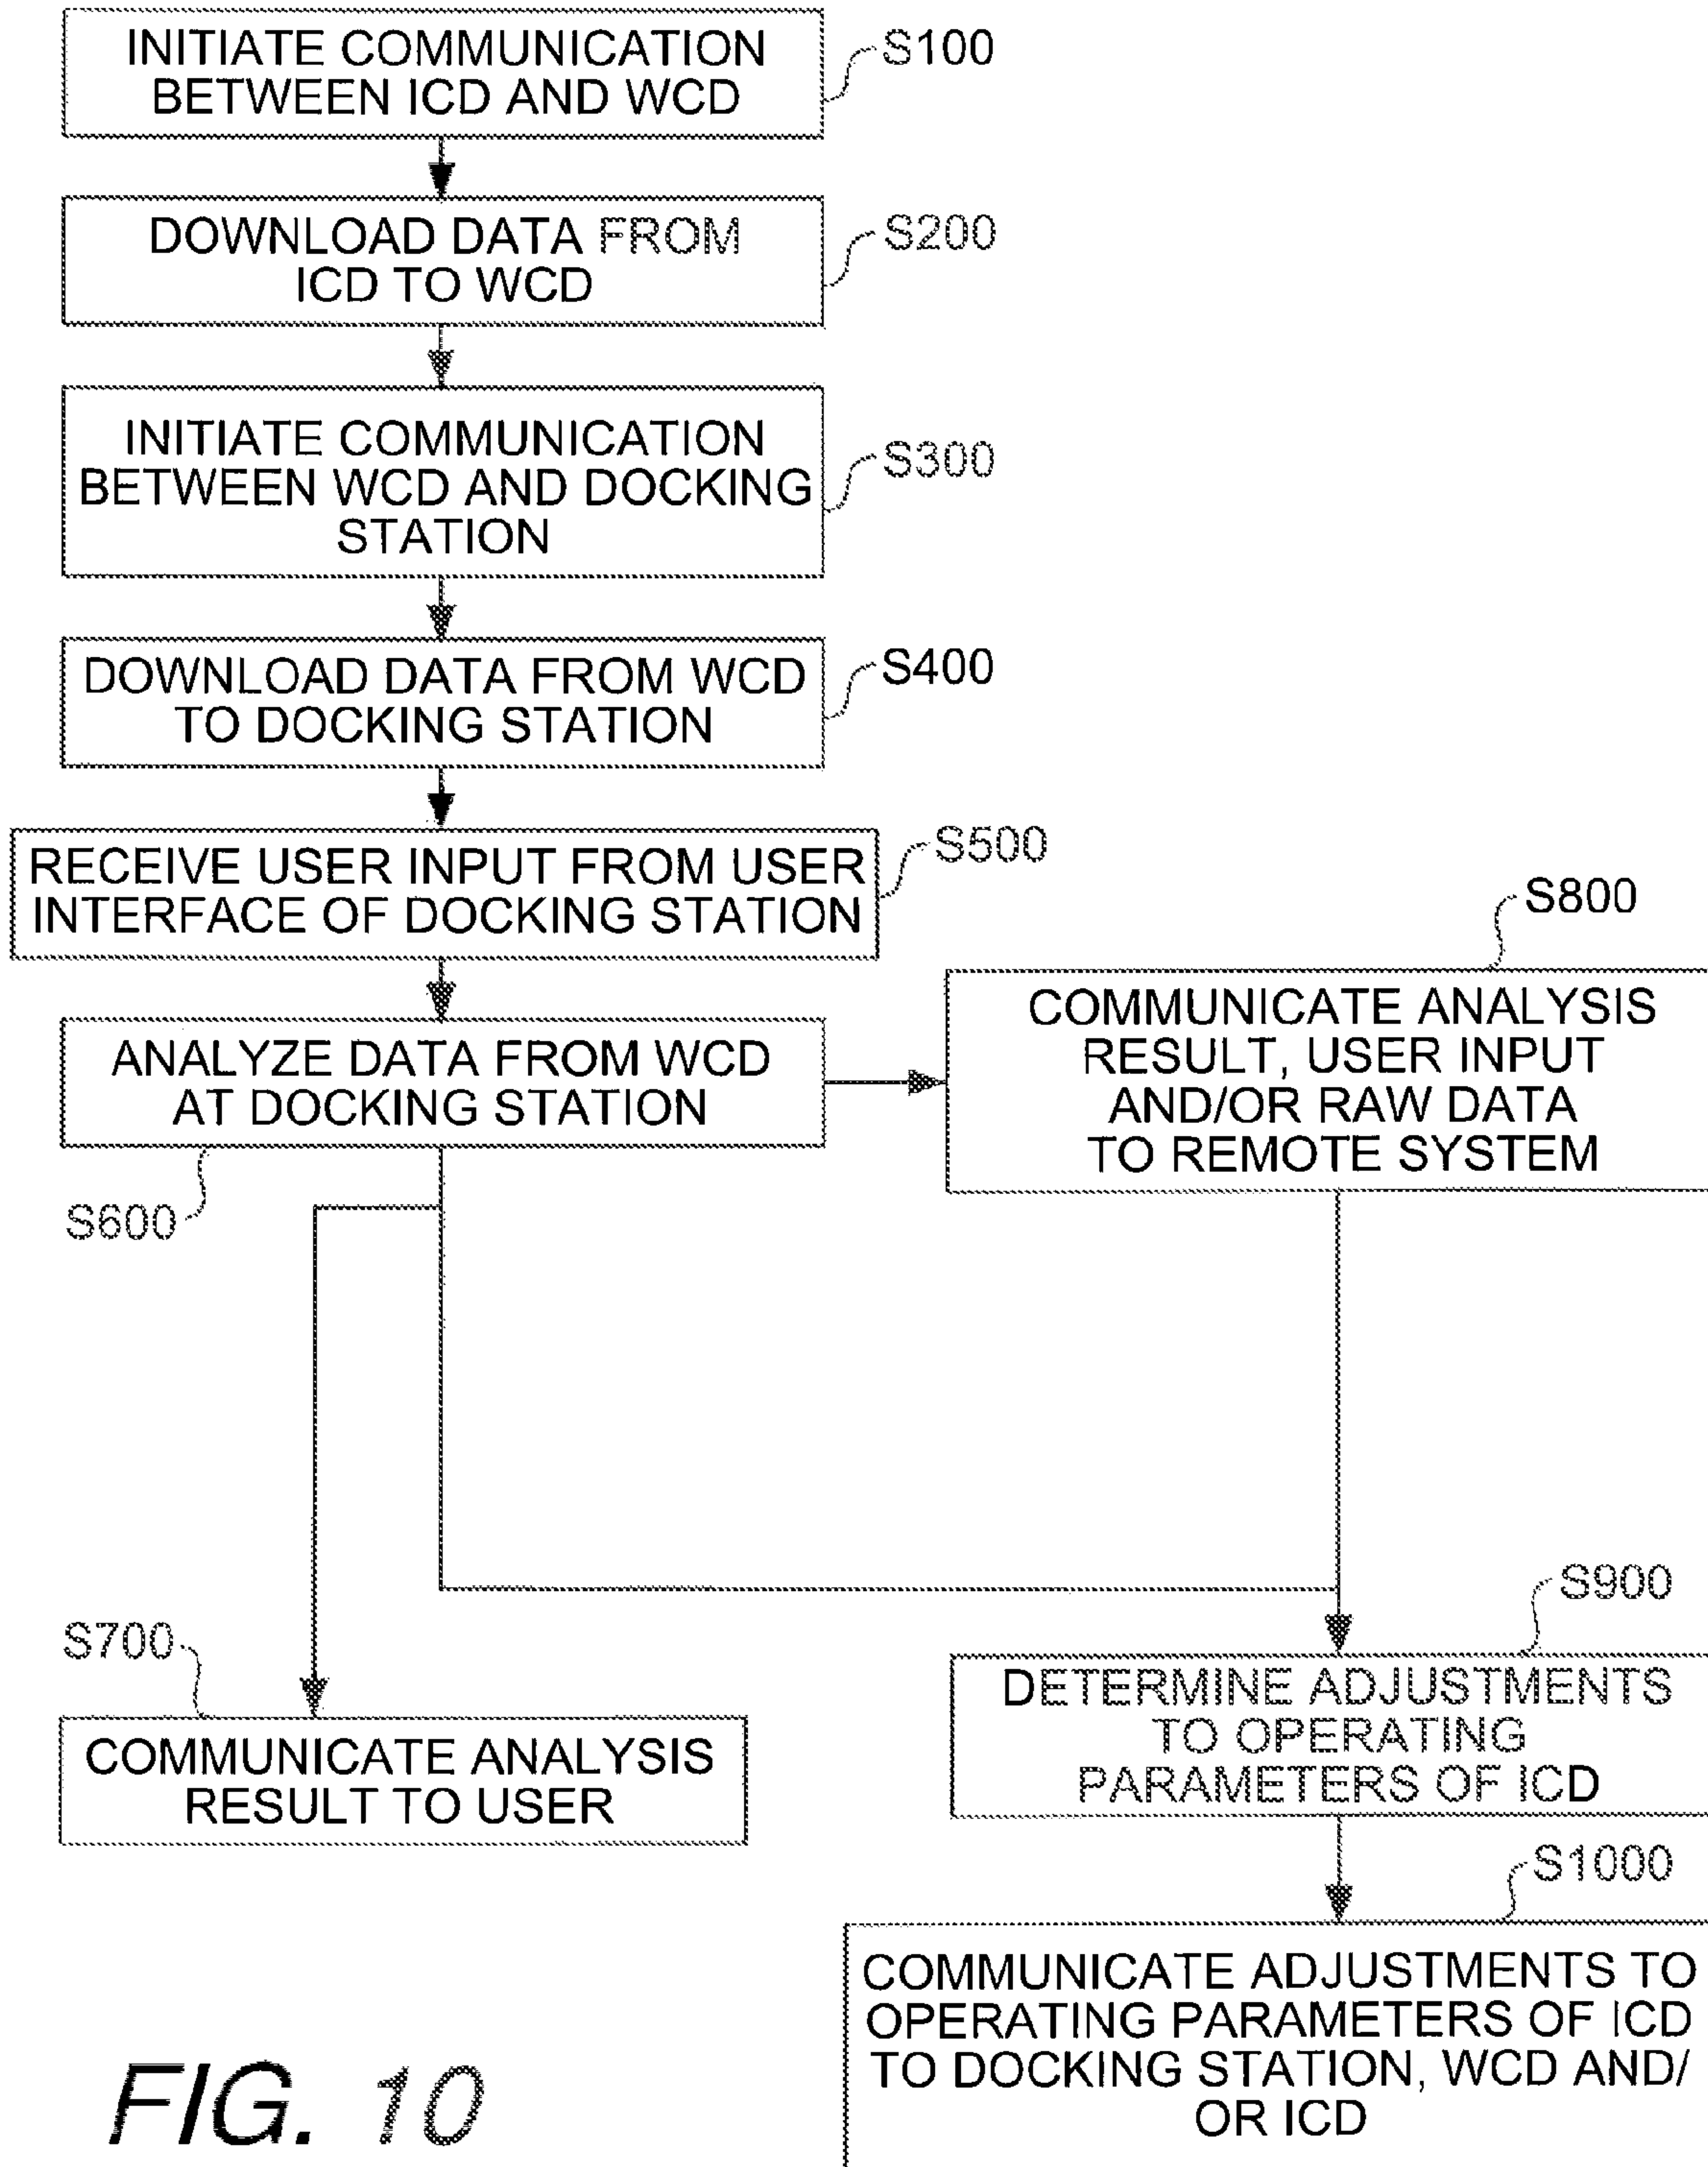 INITIATE COMMUNICATION
BETWEEN ICD AND WCD
S100
DOWNLOAD DATA FROM
ICD TO WCD
S200
INITIATE COMMUNICATION
BETWEEN WCD AND DOCKING
STATION
S300
DOWNLOAD DATA FROM WCD
TO DOCKING STATION
S400
RECEIVE USER INPUT FROM USER
INTERFACE OF DOCKING STATION
S500
ANALYZE DATA FROM WCD
AT DOCKING STATION
S600
S800
COMMUNICATE ANALYSIS
RESULT, USER INPUT
AND/OR RAW DATA
TO REMOTE SYSTEM
S700
COMMUNICATE ANALYSIS
RESULT TO USER
S900
DETERMINE ADJUSTMENTS
TO OPERATING
PARAMETERS OF ICD
S1000
COMMUNICATE ADJUSTMENTS TO
OPERATING PARAMETERS OF ICD
TO DOCKING STATION, WCD AND/
OR ICD
FIG. 10